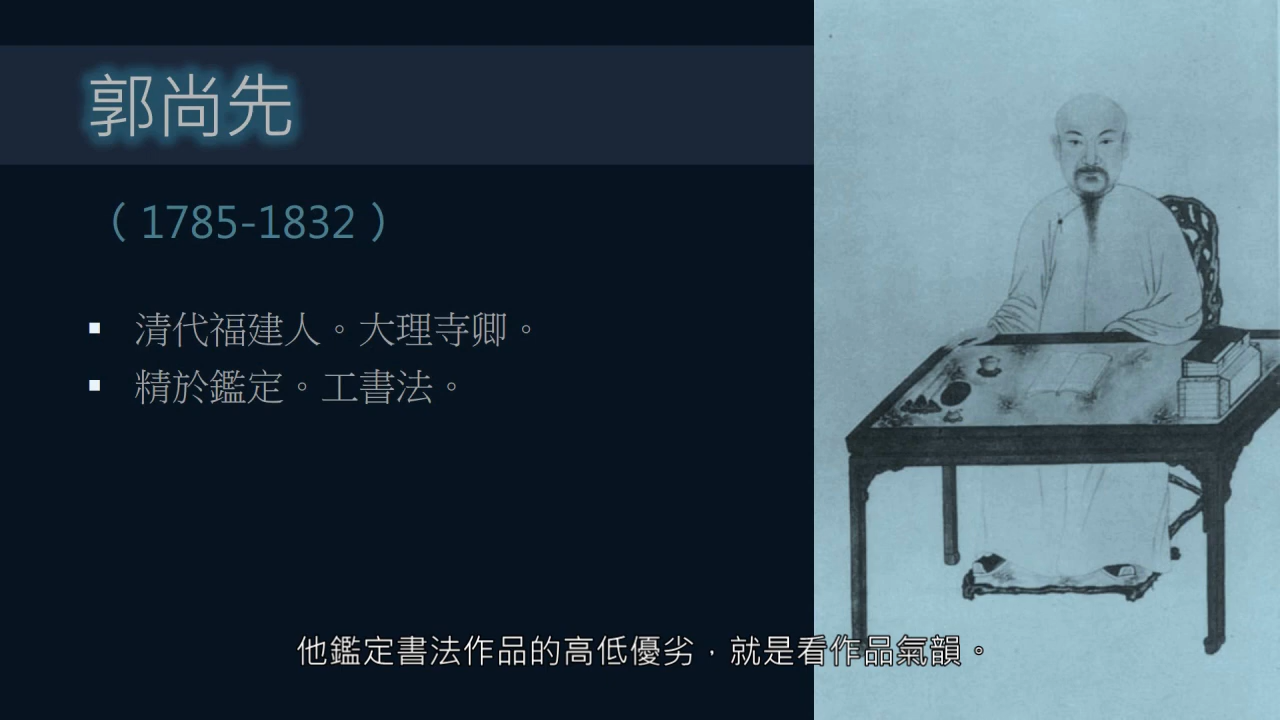 郭尚先
（1785-1832）
▪ 清代福建人。大理寺卿。
▪ 精於鑑定。工書法。
他鑑定書法作品的高低優劣，就是看作品氣韻。